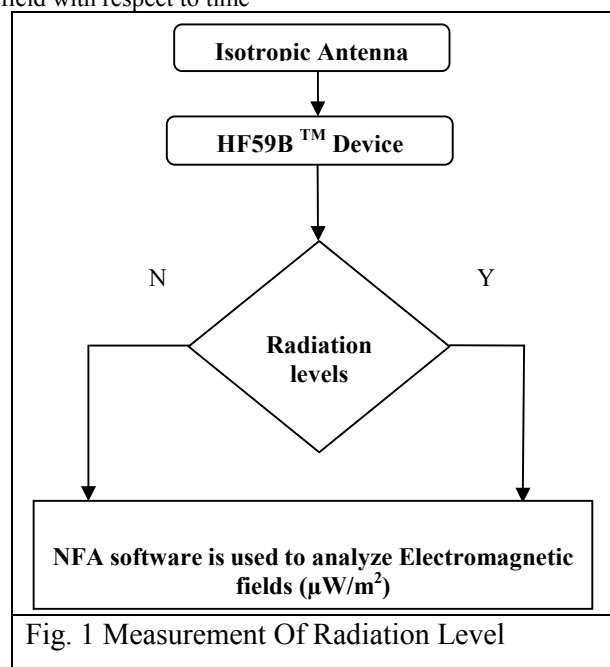 field with respect to time
Isotropic Antenna
HF59B ™ Device
N
Y
Radiation
levels
NFA software is used to analyze Electromagnetic
fields (µW/m²)
Fig. 1 Measurement Of Radiation Level